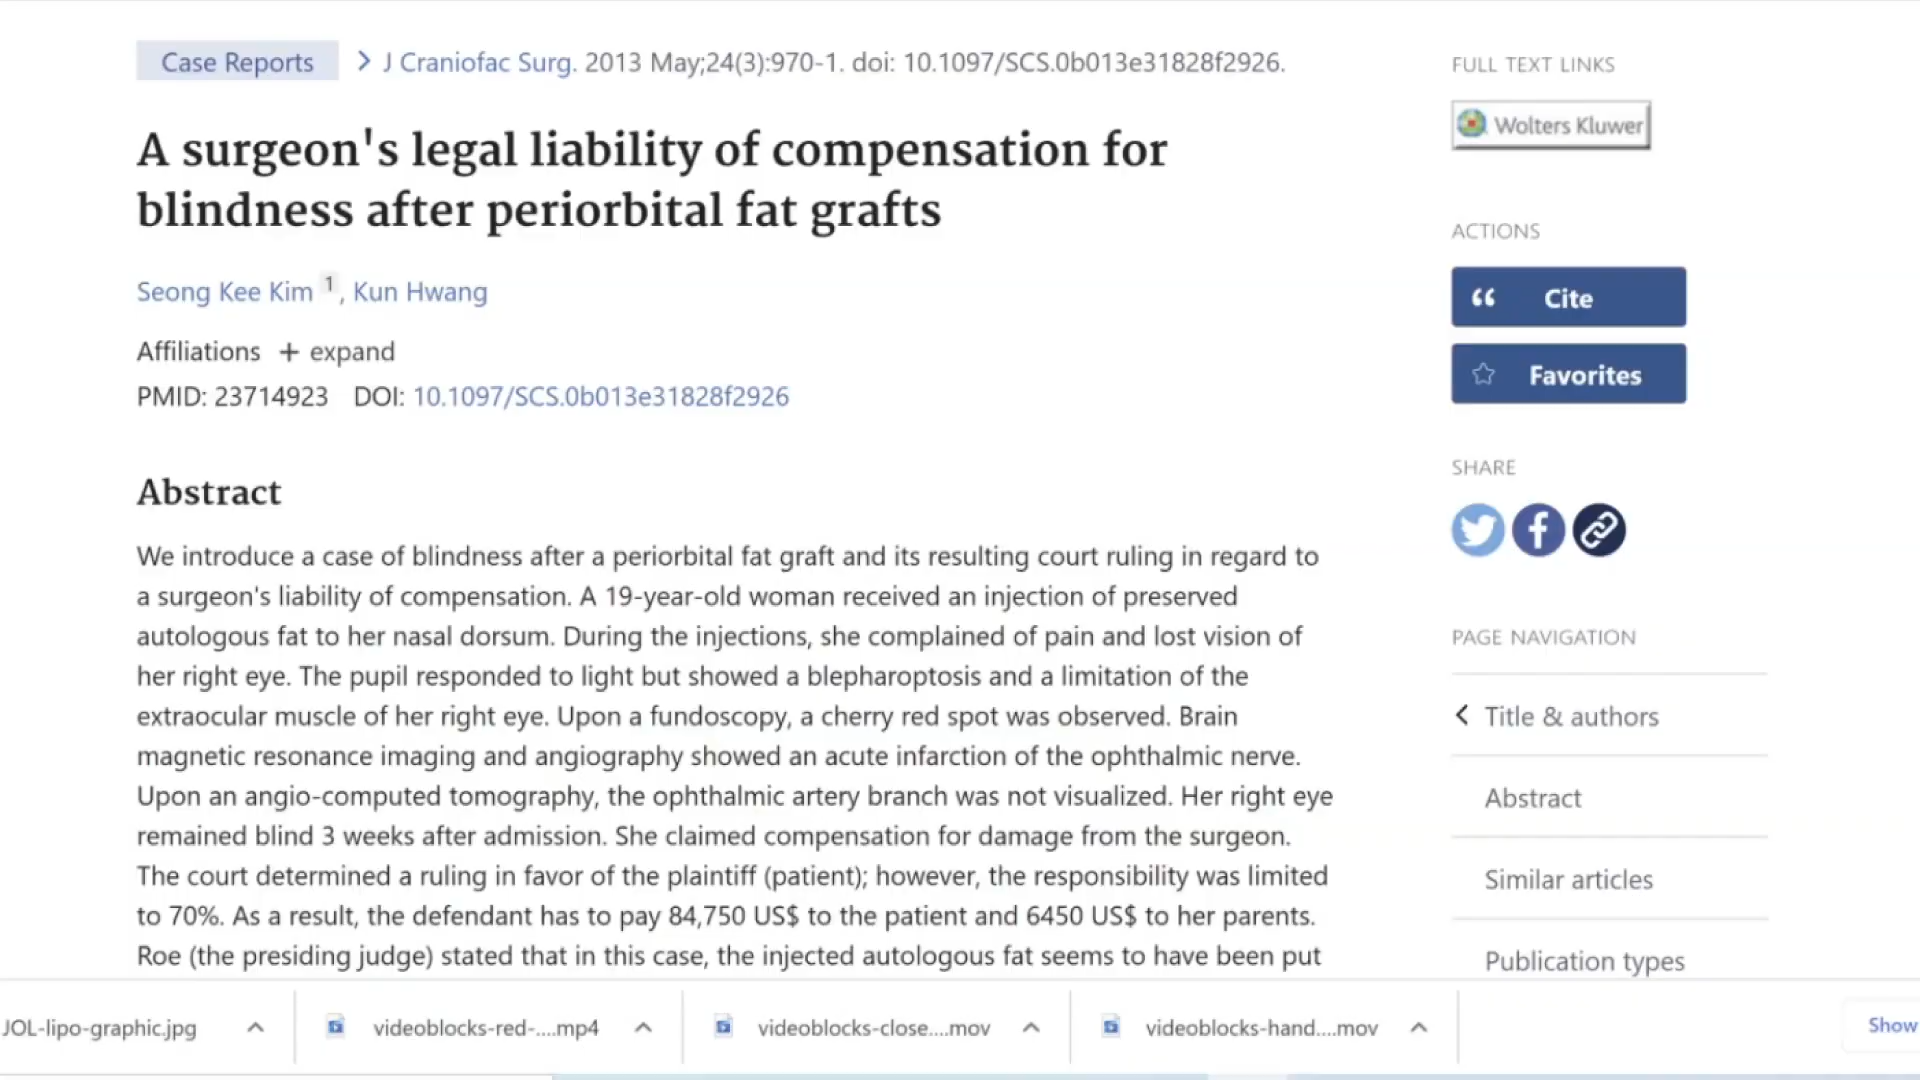 Case Reports > J Craniofac Surg. 2013 May;24(3):970-1. doi: 10.1097/SCS.0b013e31828f2926.
A surgeon's legal liability of compensation for
blindness after periorbital fat grafts
Seong Kee Kim 1, Kun Hwang
Affiliations + expand
PMID: 23714923 DOI: 10.1097/SCS.0b013e31828f2926
Abstract
We introduce a case of blindness after a periorbital fat graft and its resulting court ruling in regard to
a surgeon's liability of compensation. A 19-year-old woman received an injection of preserved
autologous fat to her nasal dorsum. During the injections, she complained of pain and lost vision of
her right eye. The pupil responded to light but showed a blepharoptosis and a limitation of the
extraocular muscle of her right eye. Upon a fundoscopy, a cherry red spot was observed. Brain
magnetic resonance imaging and angiography showed an acute infarction of the ophthalmic nerve.
Upon an angio-computed tomography, the ophthalmic artery branch was not visualized. Her right eye
remained blind 3 weeks after admission. She claimed compensation for damage from the surgeon.
The court determined a ruling in favor of the plaintiff (patient); however, the responsibility was limited
to 70%. As a result, the defendant has to pay 84,750 US$ to the patient and 6450 US$ to her parents.
Roe (the presiding judge) stated that in this case, the injected autologous fat seems to have been put
FULL TEXT LINKS
Wolters Kluwer
ACTIONS
Cite
Favorites
SHARE
PAGE NAVIGATION
Title & authors
Abstract
Similar articles
Publication types
JOL-lipo-graphic.jpg
videoblocks-red-....mp4
videoblocks-close....mov
videoblocks-hand....mov
Show